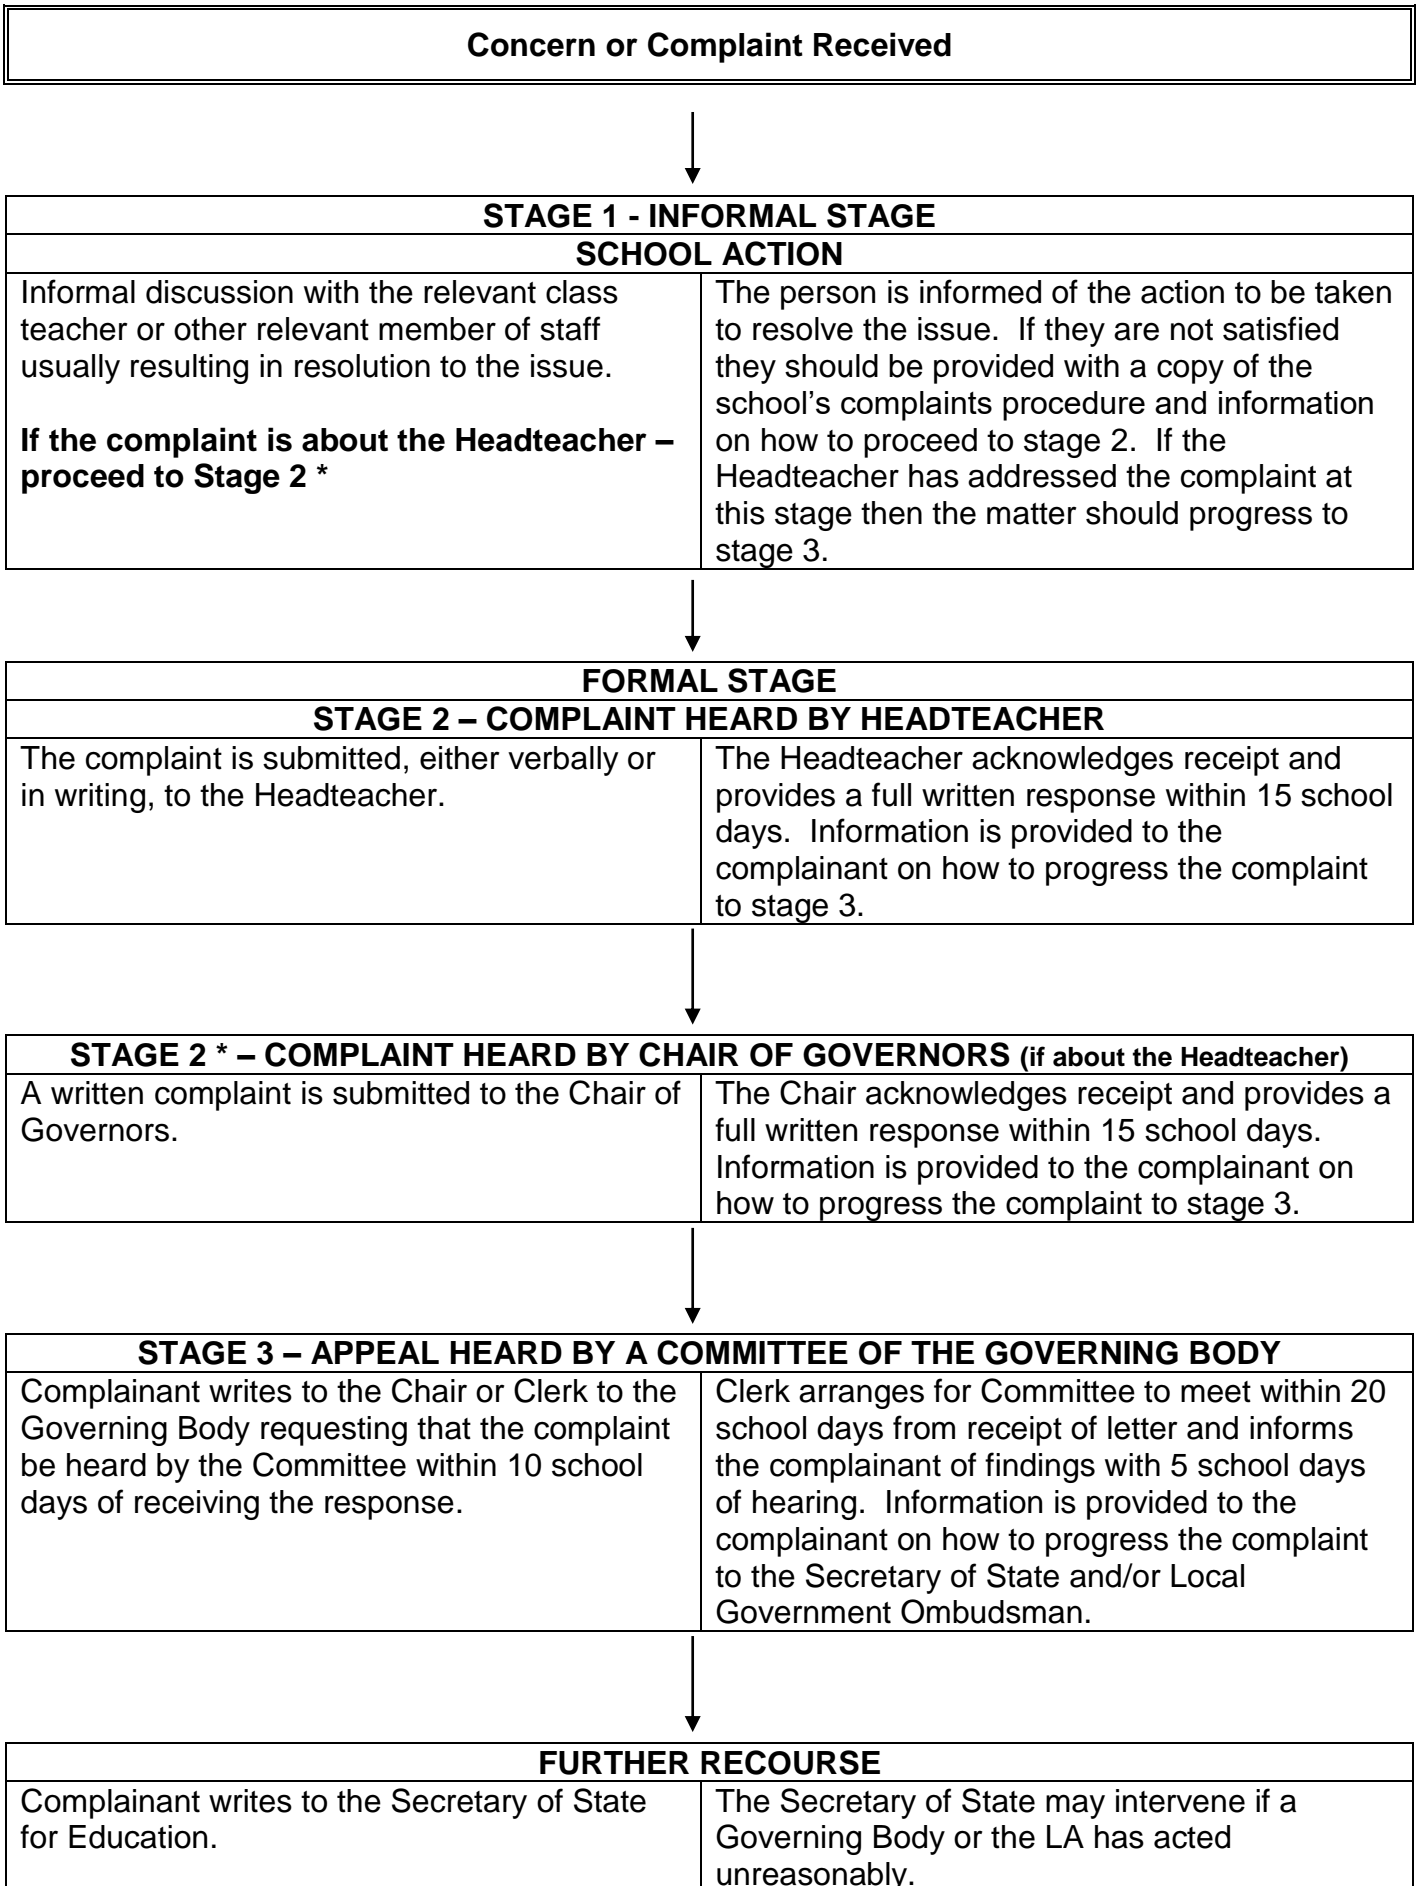 Concern or Complaint Received
STAGE 1 - INFORMAL STAGE
SCHOOL ACTION
Informal discussion with the relevant class
teacher or other relevant member of staff
usually resulting in resolution to the issue.
If the complaint is about the Headteacher –
proceed to Stage 2 *
The person is informed of the action to be taken
to resolve the issue.  If they are not satisfied
they should be provided with a copy of the
school’s complaints procedure and information
on how to proceed to stage 2.  If the
Headteacher has addressed the complaint at
this stage then the matter should progress to
stage 3.
FORMAL STAGE
STAGE 2 – COMPLAINT HEARD BY HEADTEACHER
The complaint is submitted, either verbally or
in writing, to the Headteacher.
The Headteacher acknowledges receipt and
provides a full written response within 15 school
days.  Information is provided to the
complainant on how to progress the complaint
to stage 3.
STAGE 2 * – COMPLAINT HEARD BY CHAIR OF GOVERNORS (if about the Headteacher)
A written complaint is submitted to the Chair of
Governors.
The Chair acknowledges receipt and provides a
full written response within 15 school days.
Information is provided to the complainant on
how to progress the complaint to stage 3.
STAGE 3 – APPEAL HEARD BY A COMMITTEE OF THE GOVERNING BODY
Complainant writes to the Chair or Clerk to the
Governing Body requesting that the complaint
be heard by the Committee within 10 school
days of receiving the response.
Clerk arranges for Committee to meet within 20
school days from receipt of letter and informs
the complainant of findings with 5 school days
of hearing.  Information is provided to the
complainant on how to progress the complaint
to the Secretary of State and/or Local
Government Ombudsman.
FURTHER RECOURSE
Complainant writes to the Secretary of State
for Education.
The Secretary of State may intervene if a
Governing Body or the LA has acted
unreasonably.